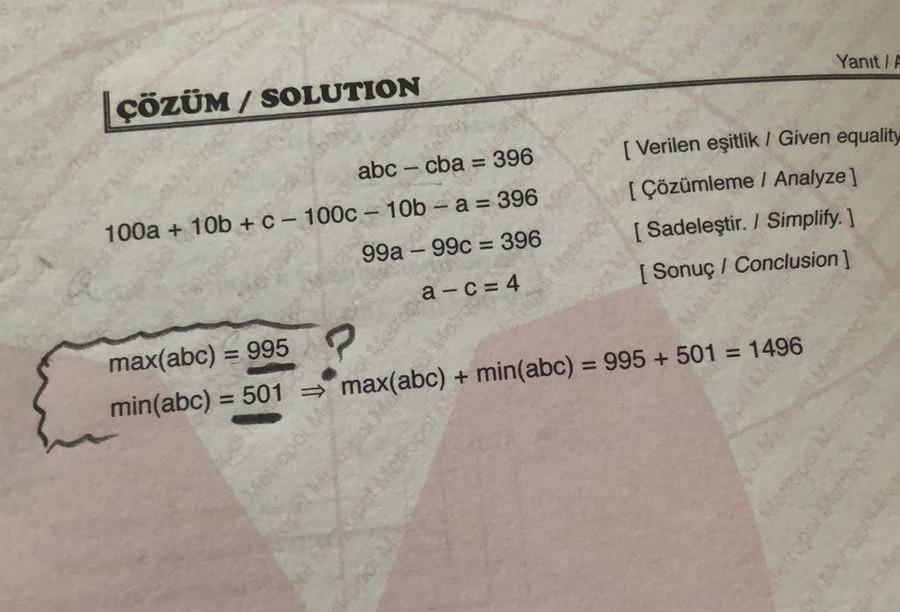 Yanıt / A
ÇÖZÜM / SOLUTION
abc – cba = 396 [ Verilen eşitlik / Given equality
100a + 10b + c – 100c – 10b – a = 396 [ Çözümleme / Analyze ]
99a – 99c = 396 [ Sadeleştir. / Simplify. ]
a – c = 4 [ Sonuç / Conclusion ]
max(abc) = 995 ?
min(abc) = 501 ⇒ max(abc) + min(abc) = 995 + 501 = 1496